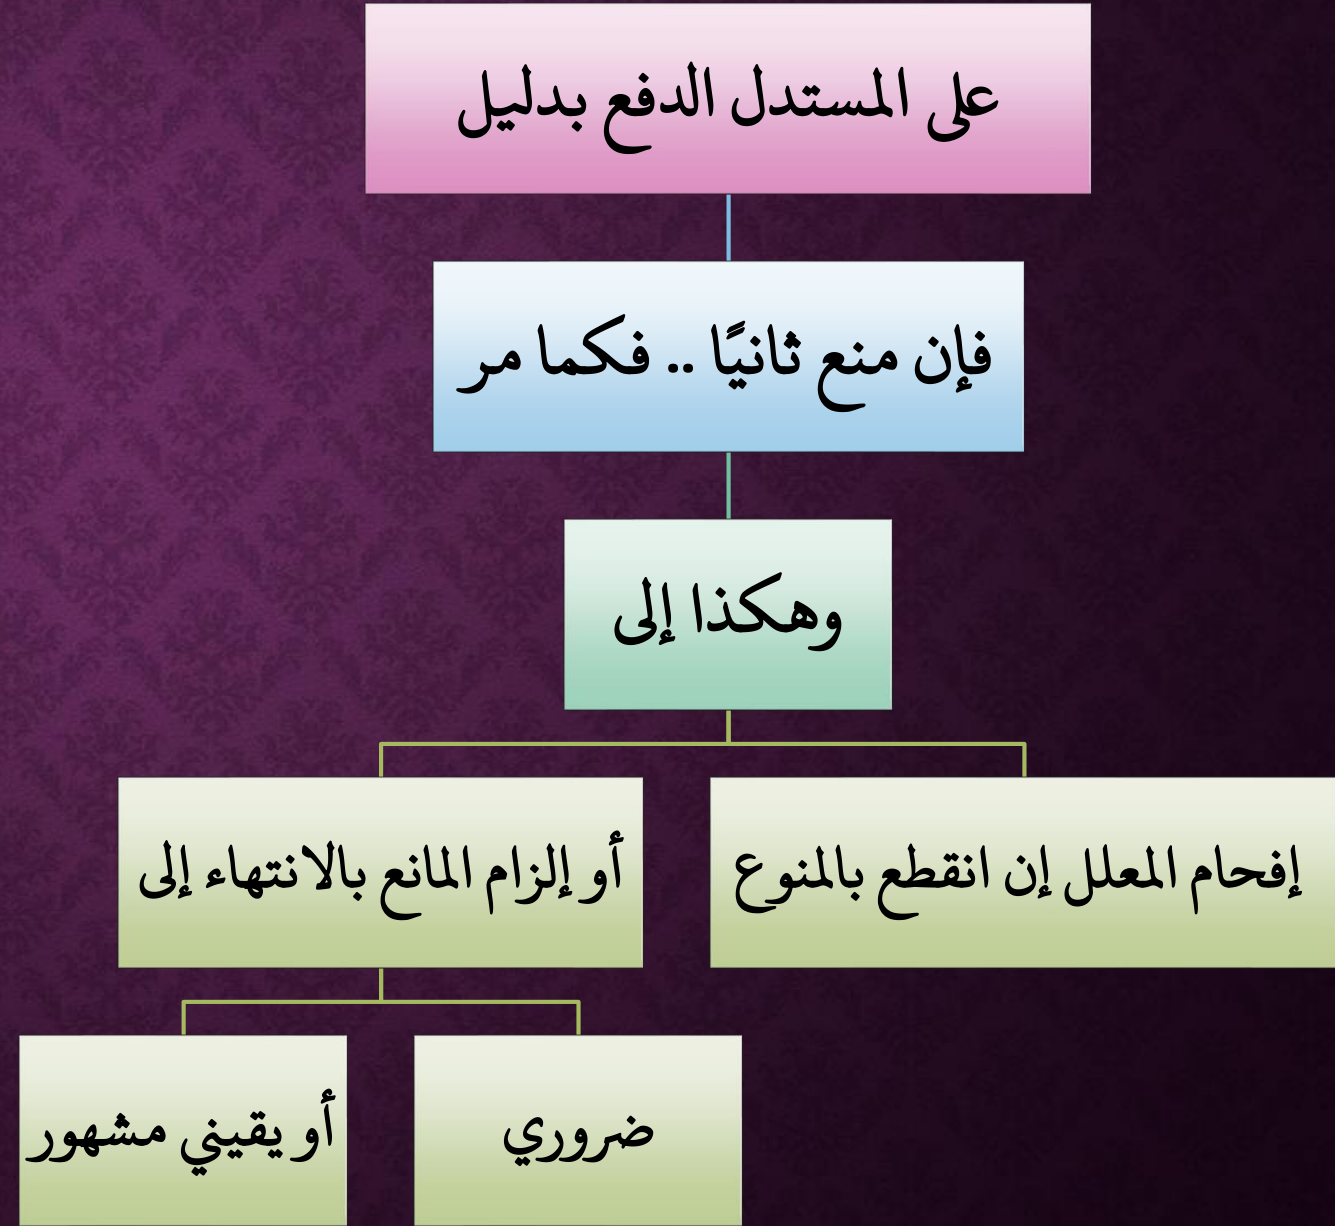 على المستدل الدفع بدليل
فإن منع ثانيًا .. فكما مر
وهكذا إلى
إفحام المعلل إن انقطع بالمنوع
أو إلزام المانع بالانتهاء إلى
ضروري
أو يقيني مشهور